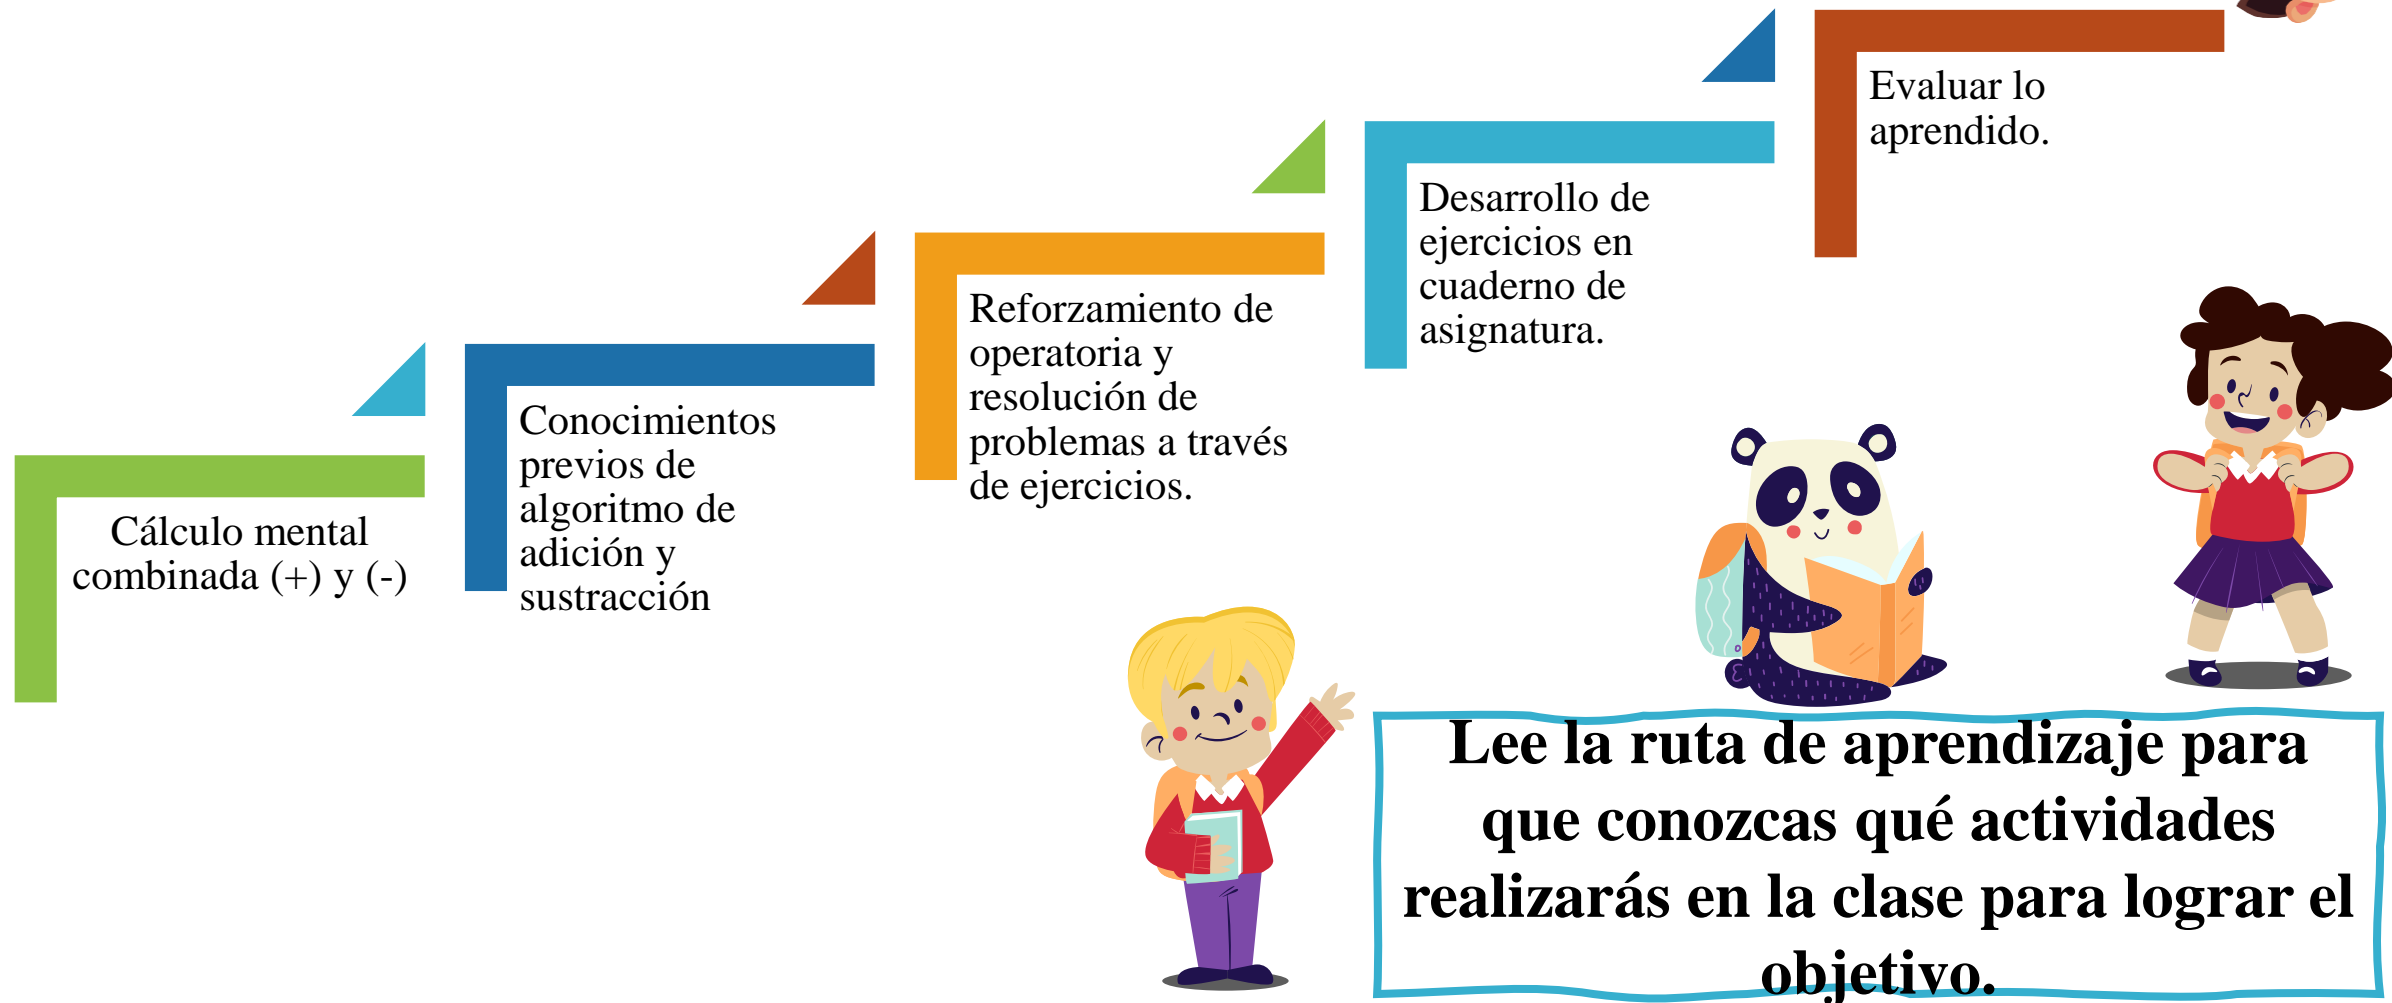 Cálculo mental
combinada (+) y (-)
Conocimientos
previos de
algoritmo de
adición y
sustracción
Reforzamiento de
operatoria y
resolución de
problemas a través
de ejercicios.
Desarrollo de
ejercicios en
cuaderno de
asignatura.
Evaluar lo
aprendido.
Lee la ruta de aprendizaje para
que conozcas qué actividades
realizarás en la clase para lograr el
objetivo.